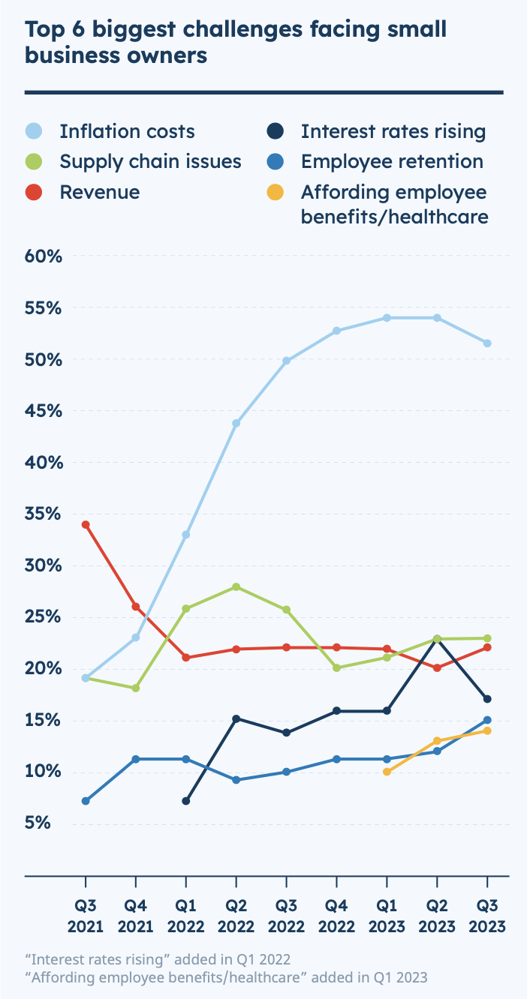 Top 6 biggest challenges facing small
business owners
Inflation costs
Supply chain issues
Revenue
Interest rates rising
Employee retention
Affording employee
benefits/healthcare
60%
55%
50%
45%
40%
35%
30%
25%
20%
15%
10%
5%
Q3 Q4 Q1 Q2 Q3 Q4 Q1 Q2 Q3
2021 2021 2022 2022 2022 2022 2023 2023 2023
“Interest rates rising” added in Q1 2022
“Affording employee benefits/healthcare” added in Q1 2023